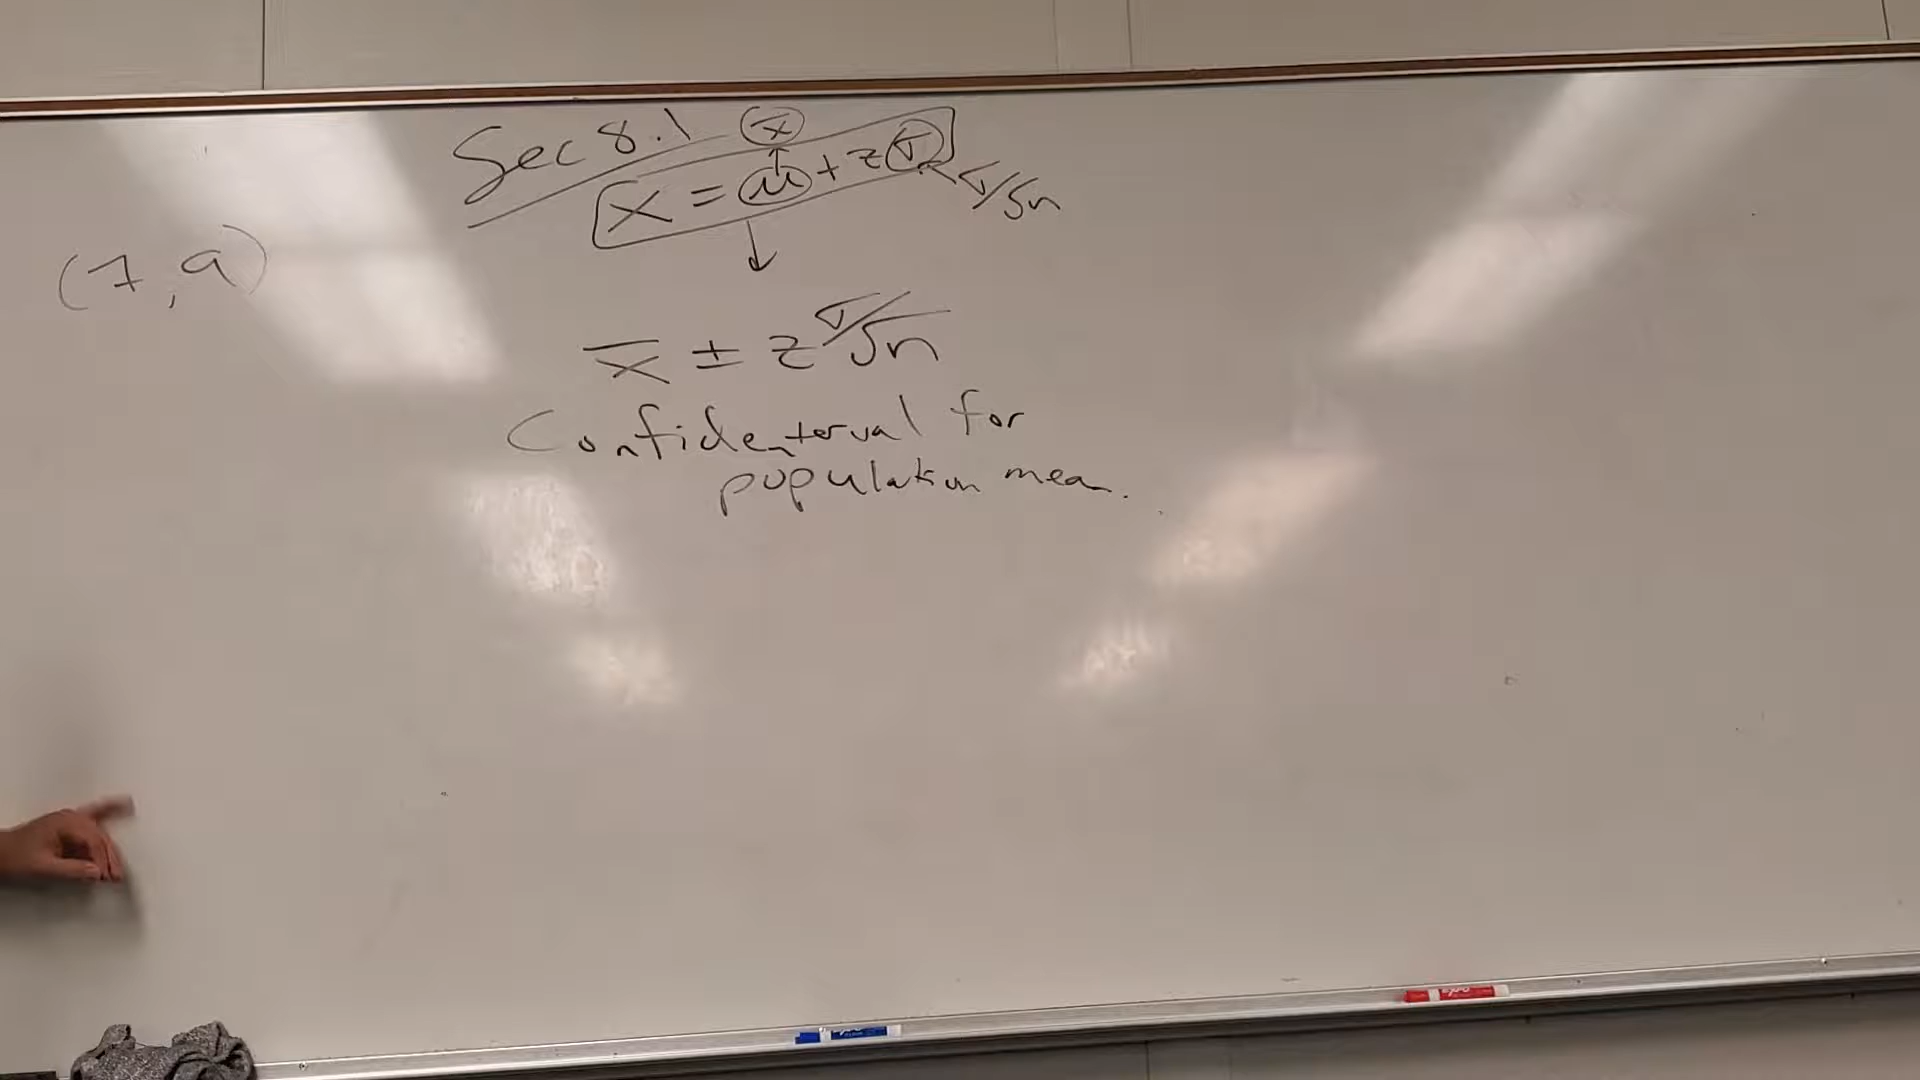 Sec 8.1
x̄
X = μ + zσ
σ/√n
(7, 9)
x̄ ± z σ/√n
Confidenterval for
population mean.